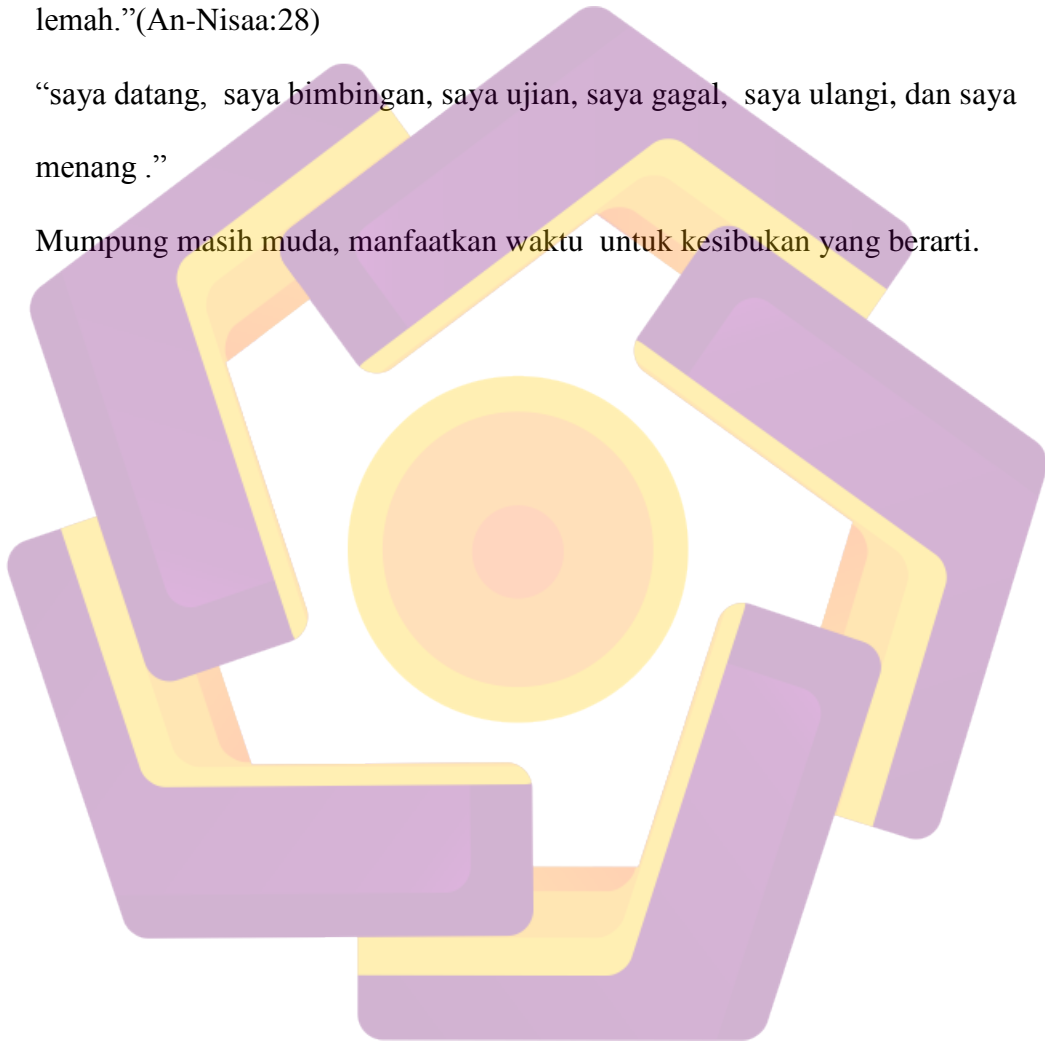 lemah.”(An-Nisaa:28)
“saya datang,  saya bimbingan, saya ujian, saya gagal,  saya ulangi, dan saya
menang .”
Mumpung masih muda, manfaatkan waktu  untuk kesibukan yang berarti.